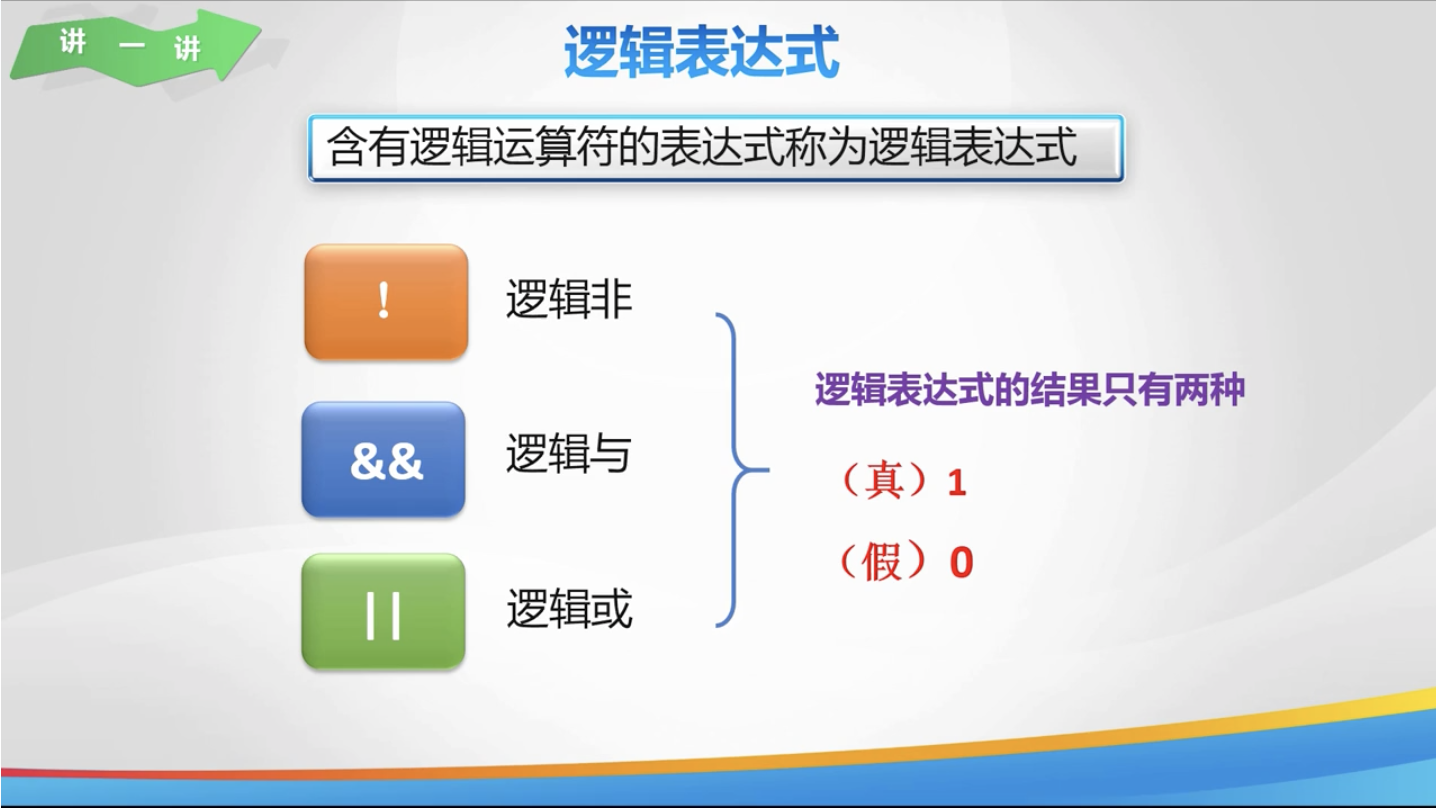 讲一讲
逻辑表达式
含有逻辑运算符的表达式称为逻辑表达式
! 逻辑非
&& 逻辑与
|| 逻辑或
逻辑表达式的结果只有两种
（真）1
（假）0